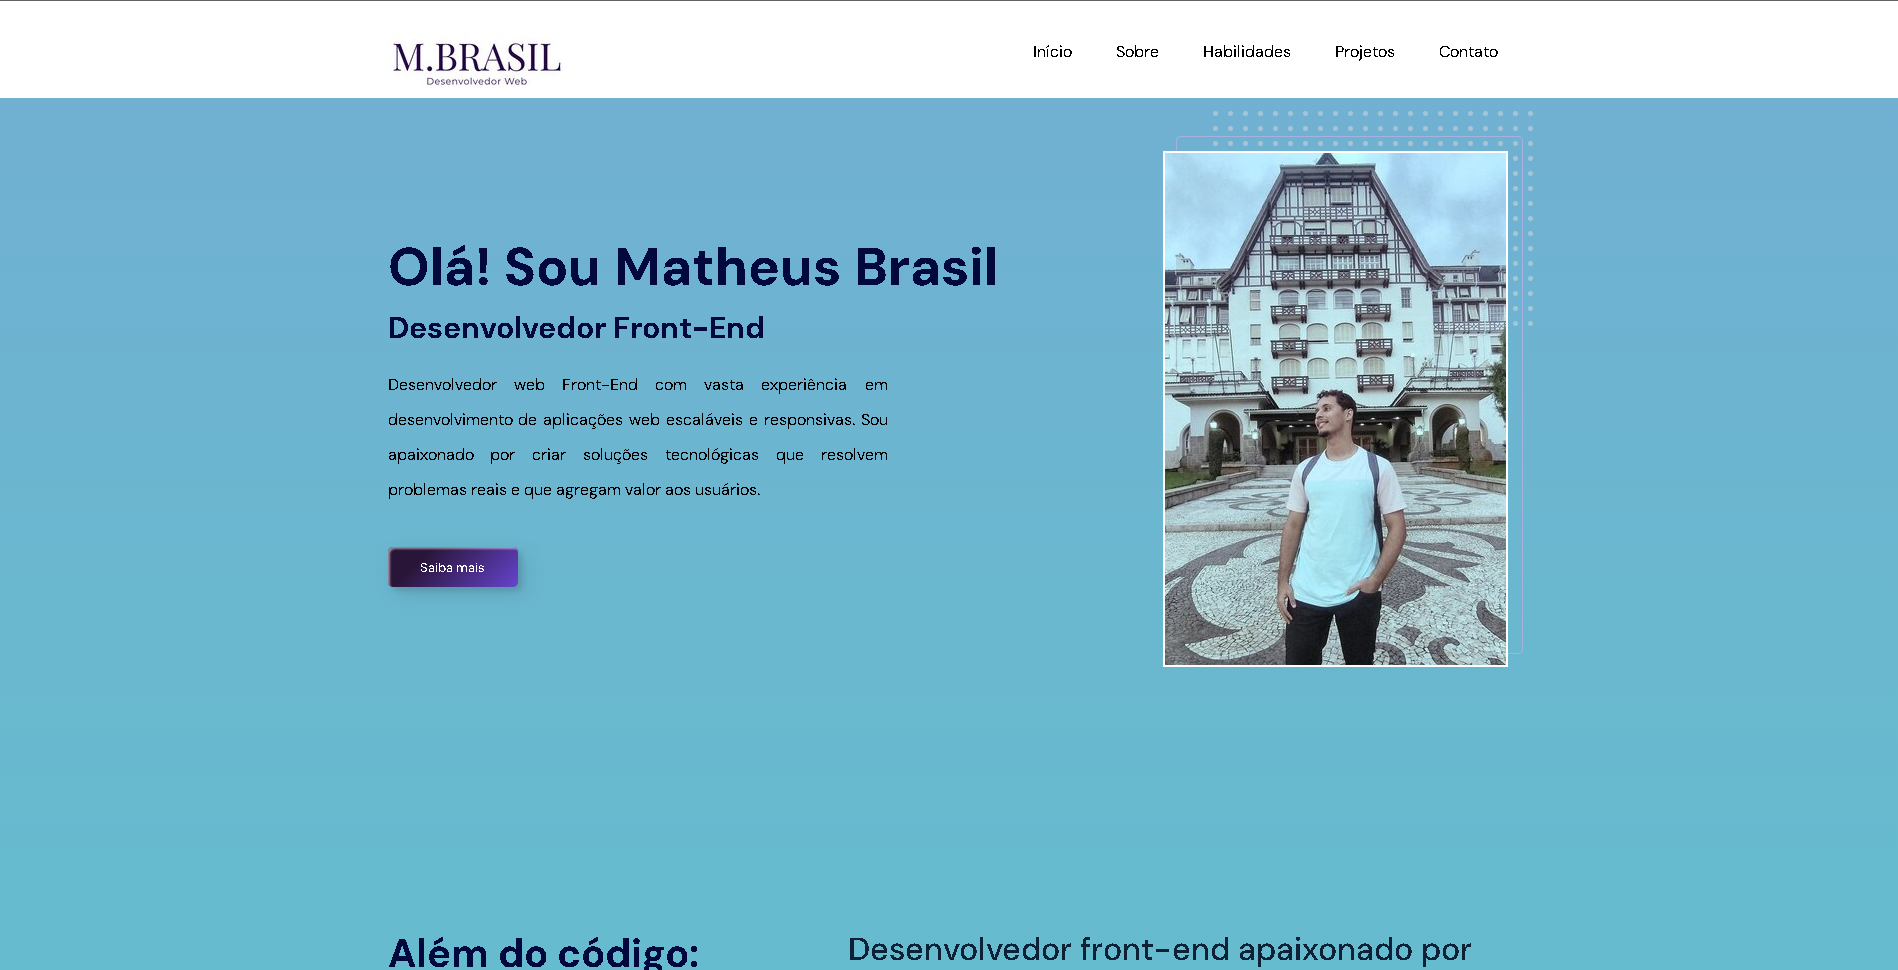 M.BRASIL
Desenvolvedor Web
Início Sobre Habilidades Projetos Contato
Olá! Sou Matheus Brasil
Desenvolvedor Front-End
Desenvolvedor web Front-End com vasta experiência em
desenvolvimento de aplicações web escaláveis e responsivas. Sou
apaixonado por criar soluções tecnológicas que resolvem
problemas reais e que agregam valor aos usuários.
Saiba mais
Além do código:
Desenvolvedor front-end apaixonado por